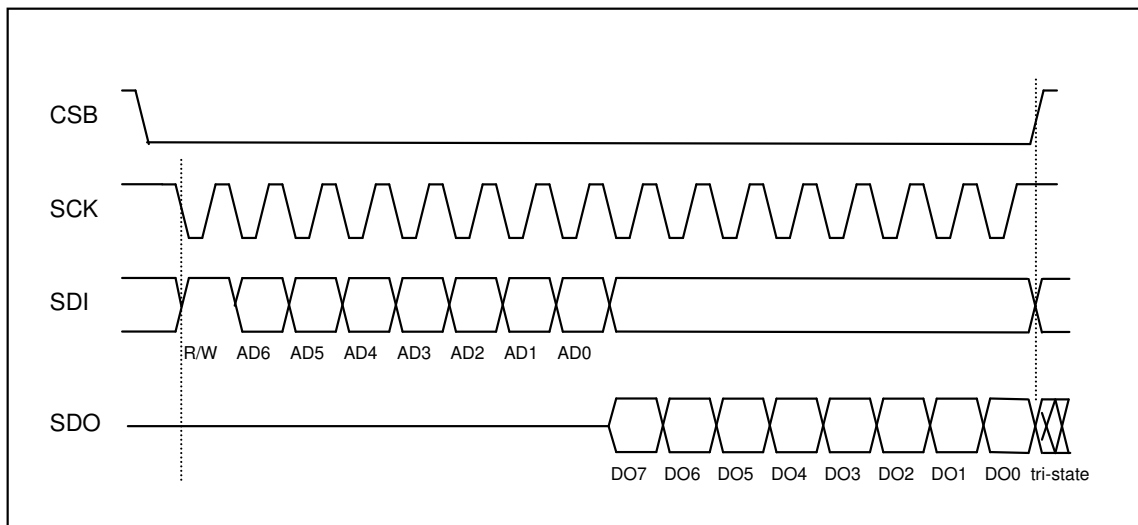 CSB
SCK
SDI
R/W AD6 AD5 AD4 AD3 AD2 AD1 AD0
SDO
DO7 DO6 DO5 DO4 DO3 DO2 DO1 DO0 tri-state